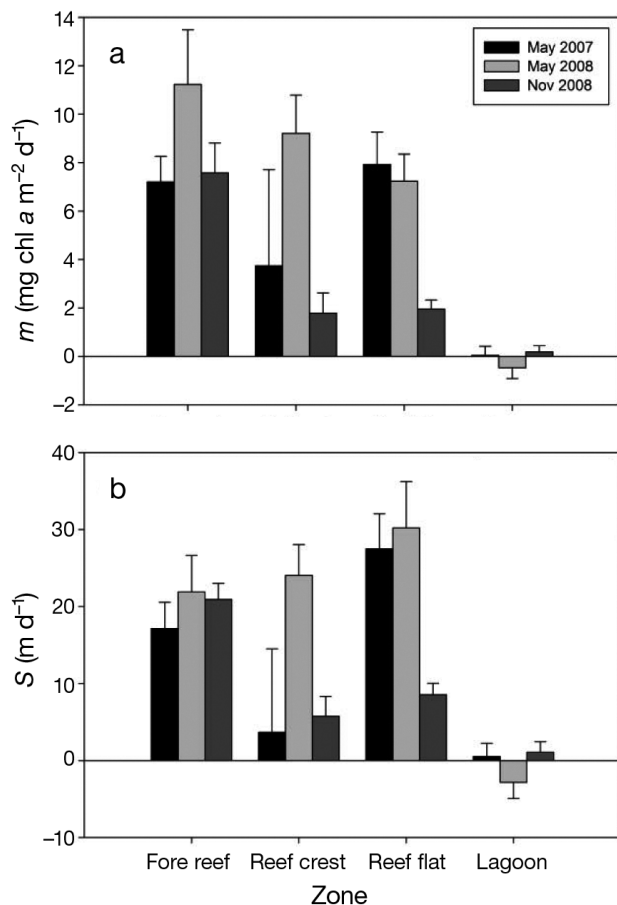 a
May 2007
May 2008
Nov 2008
14
12
10
8
6
4
2
0
–2
m (mg chl a m–2 d–1)
b
40
30
20
10
0
–10
S (m d–1)
Fore reef Reef crest Reef flat Lagoon
Zone